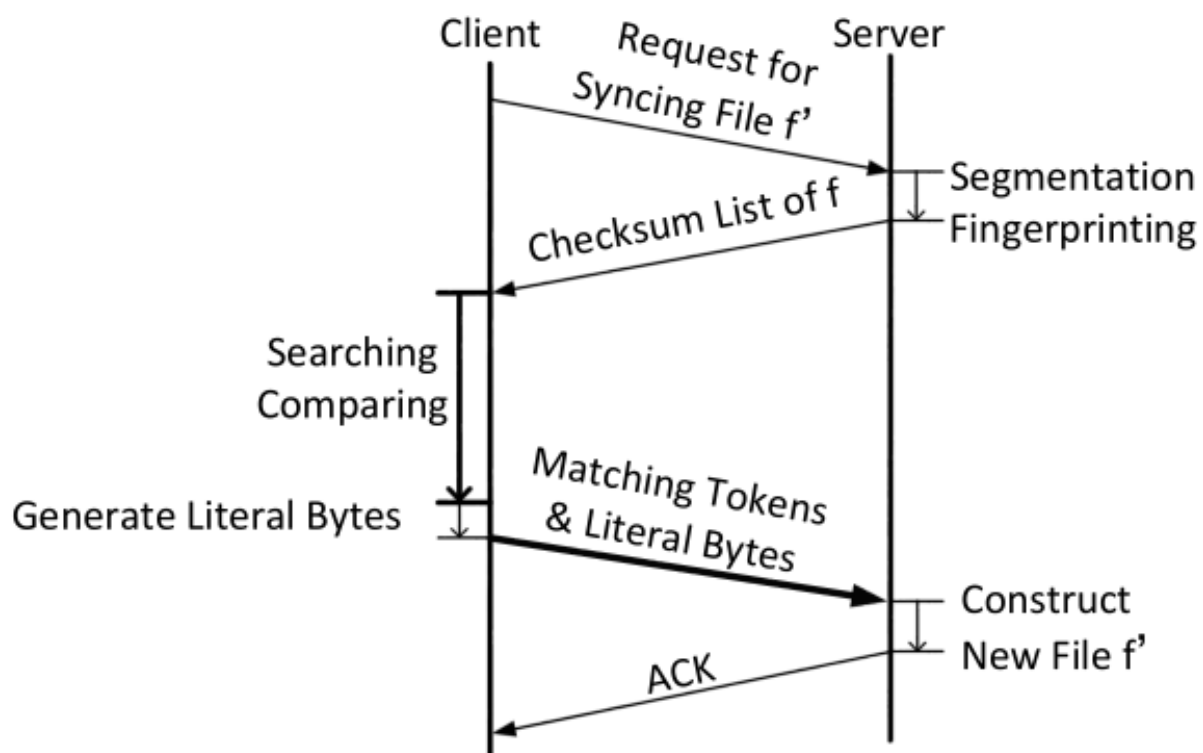 Client
Server
Request for
Syncing File f’
Segmentation
Fingerprinting
Checksum List of f
Searching
Comparing
Generate Literal Bytes
Matching Tokens
& Literal Bytes
Construct
New File f’
ACK